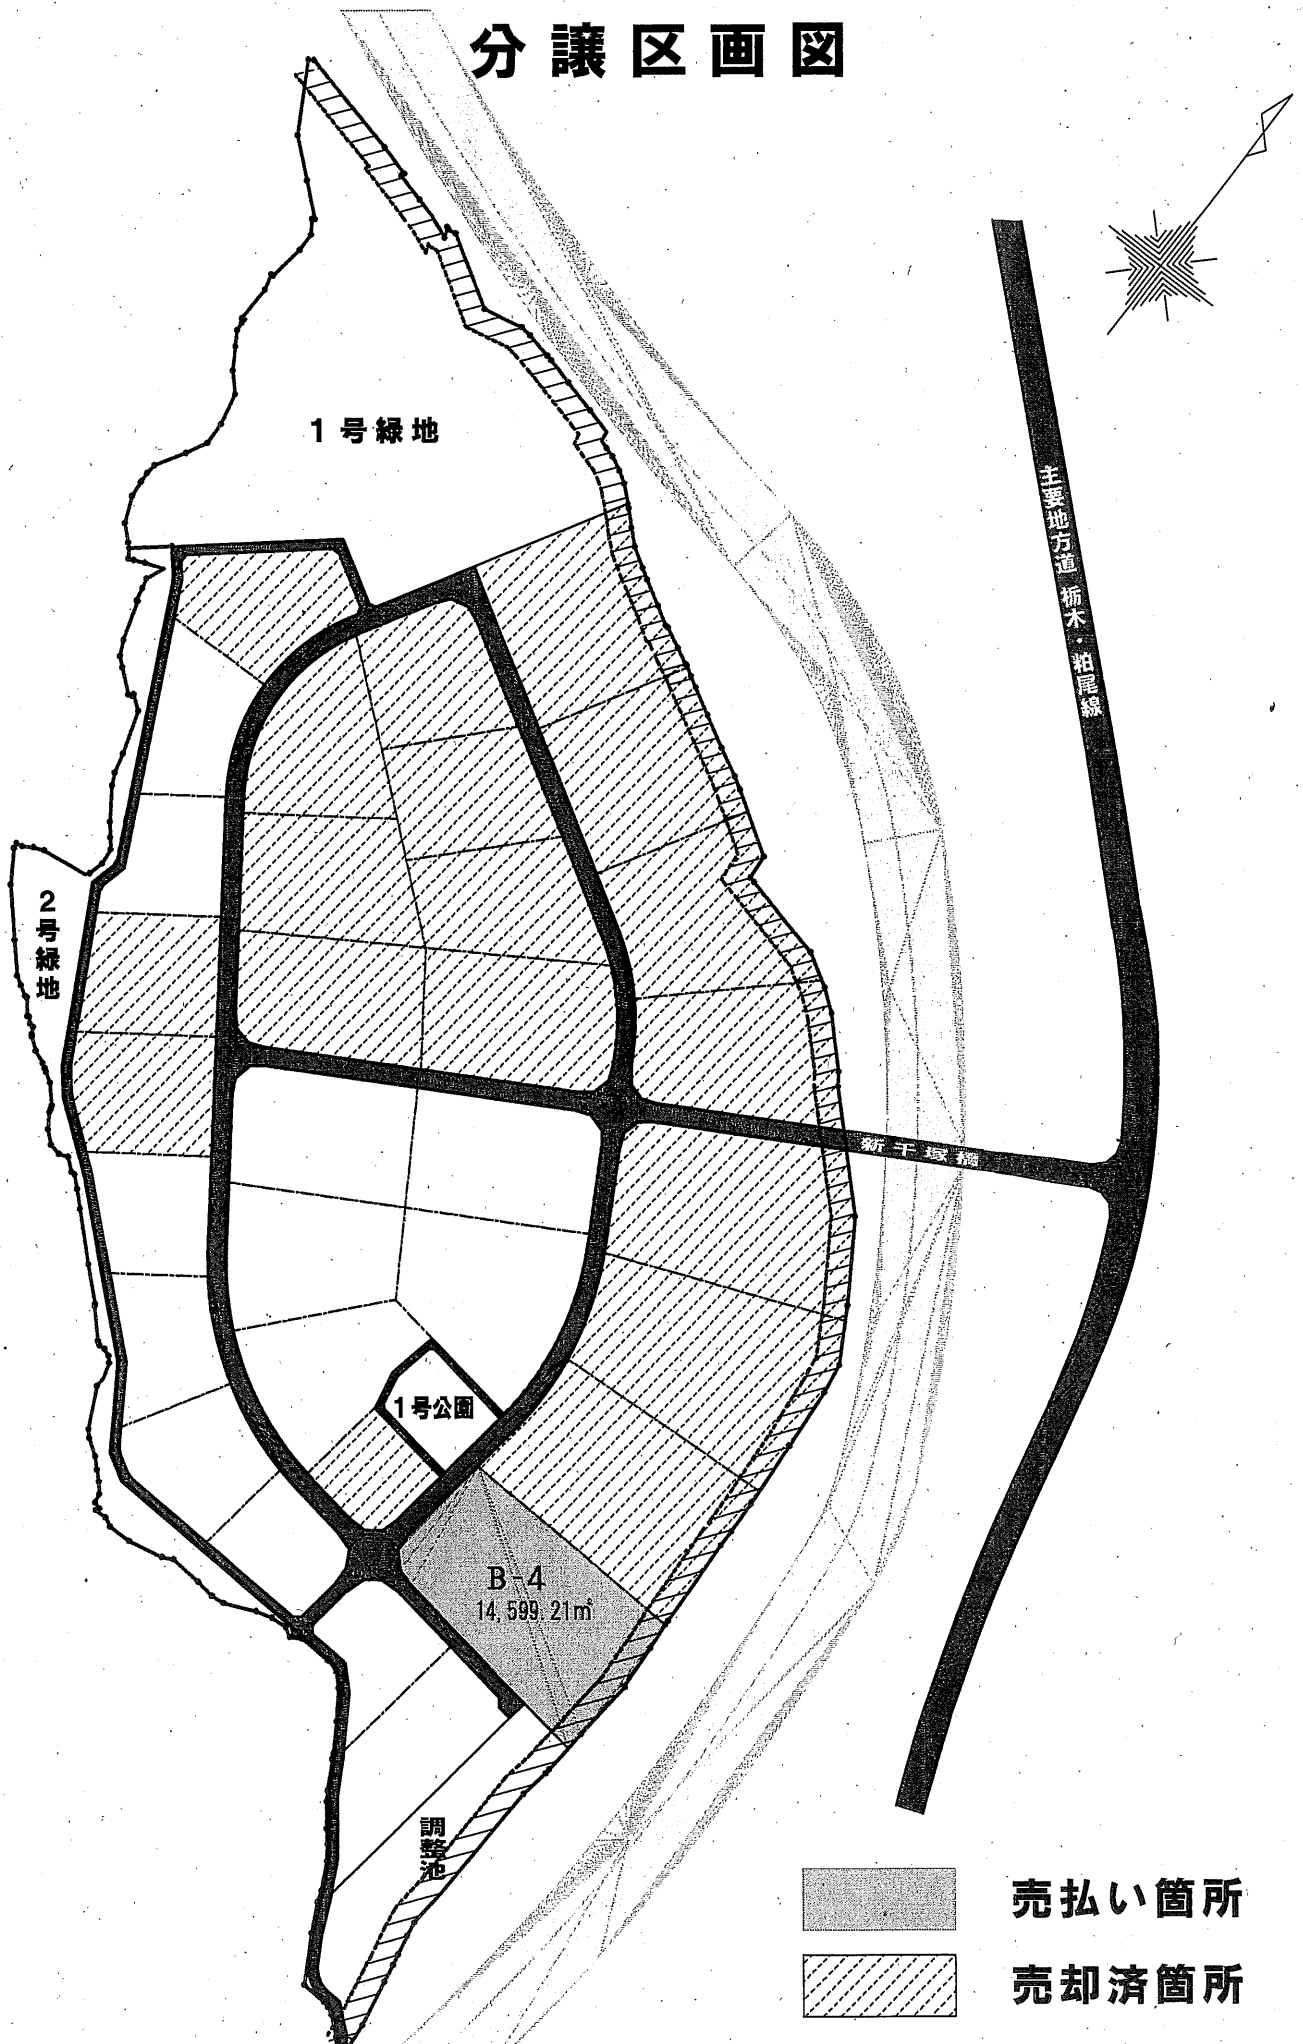 分譲区画図
1号緑地
主要地方道 栃木・粕尾線
2号緑地
新千塚橋
1号公園
B-4
14,599.21㎡
調整池
売払い箇所
売却済箇所